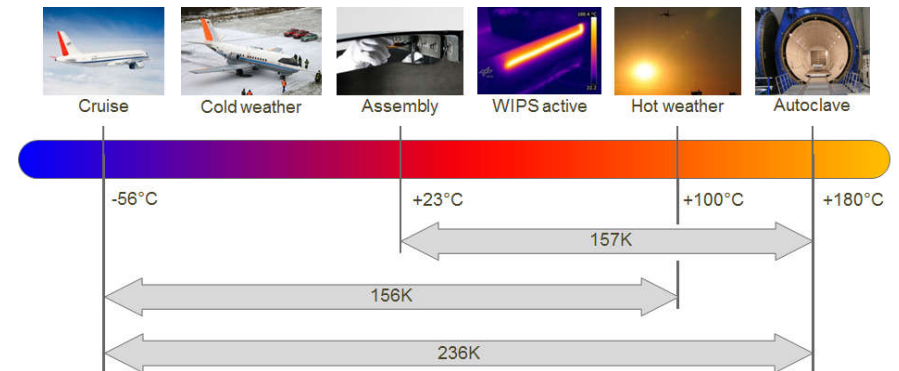 Cruise
Cold weather
Assembly
WIPS active
Hot weather
Autoclave
-56°C
+23°C
+100°C
+180°C
157K
156K
236K